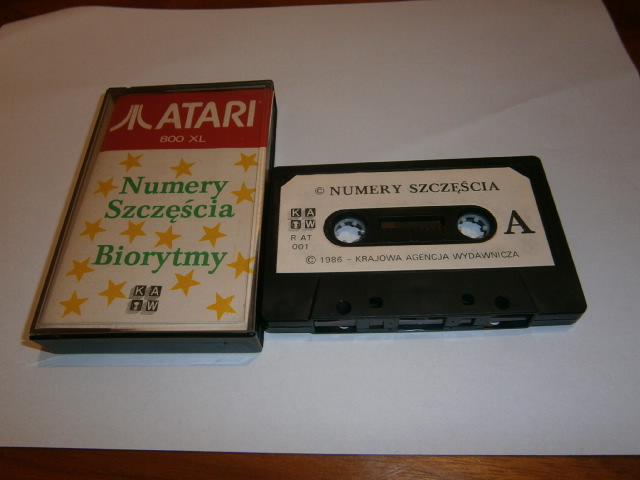 ATARI
800 XL
Numery
Szczęścia
Biorytmy
K A
T W
© NUMERY SZCZĘŚCIA
K A
T W
R AT
001
A
© 1986 - KRAJOWA AGENCJA WYDAWNICZA